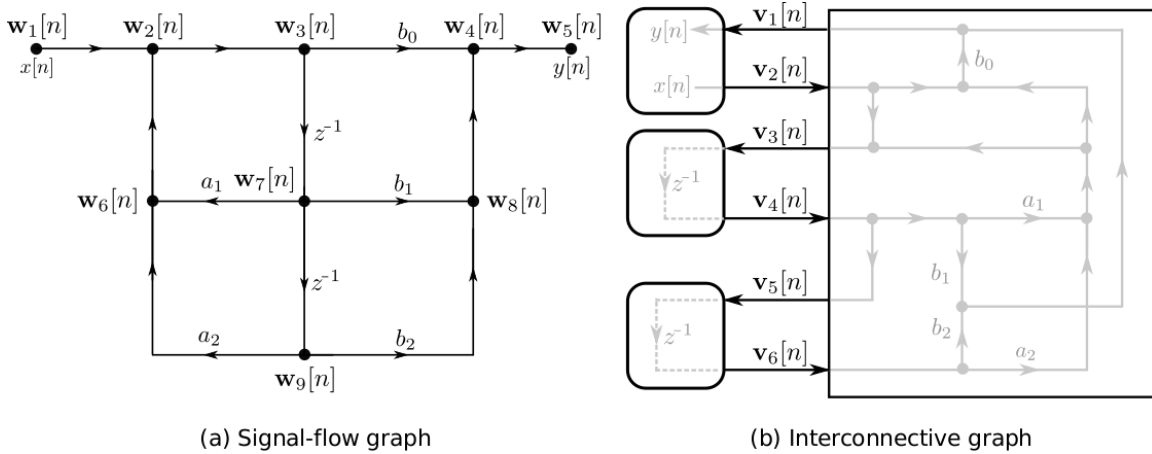 w₁[n] w₂[n] w₃[n] b₀ w₄[n] w₅[n]
x[n] y[n]
z⁻¹
w₆[n] a₁ w₇[n] b₁ w₈[n]
z⁻¹
a₂ b₂
w₉[n]
(a) Signal-flow graph
y[n] v₁[n]
b₀
x[n] v₂[n]
v₃[n]
z⁻¹
v₄[n] a₁
b₁
v₅[n]
z⁻¹ b₂
v₆[n] a₂
(b) Interconnective graph